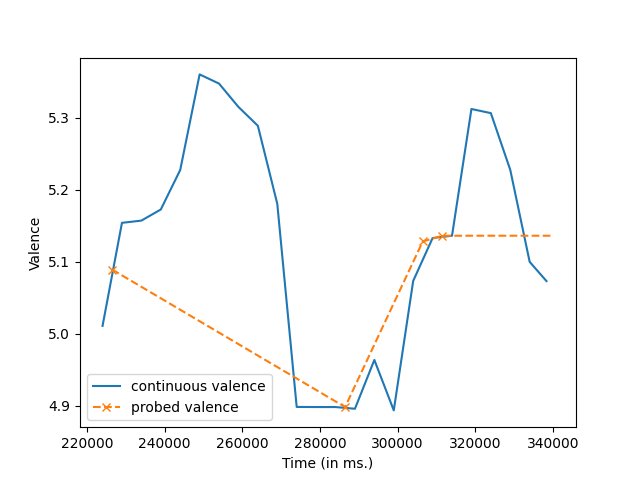 5.3
5.2
5.1
5.0
4.9
Valence
continuous valence
probed valence
220000 240000 260000 280000 300000 320000 340000
Time (in ms.)